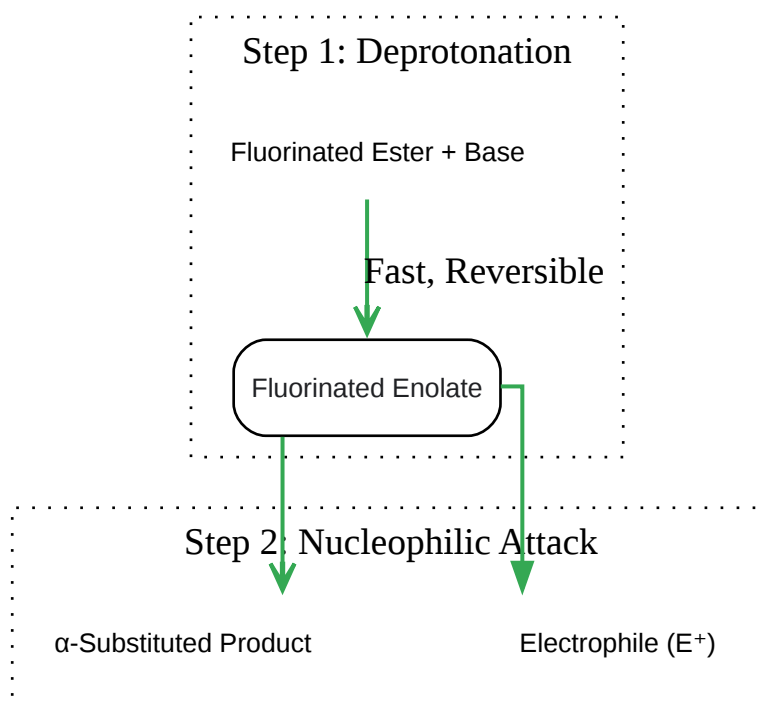 Step 1: Deprotonation
Fluorinated Ester + Base
Fast, Reversible
Fluorinated Enolate
Step 2: Nucleophilic Attack
α-Substituted Product
Electrophile (E⁺)